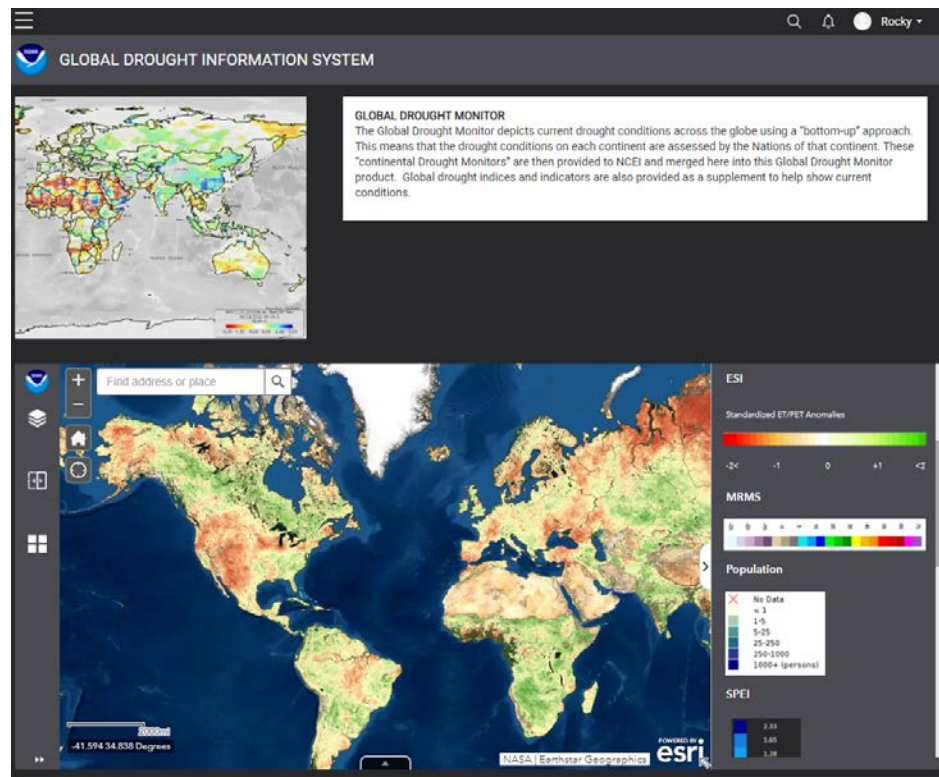 Rocky
GLOBAL DROUGHT INFORMATION SYSTEM
GLOBAL DROUGHT MONITOR
The Global Drought Monitor depicts current drought conditions across the globe using a "bottom-up" approach.
This means that the drought conditions on each continent are assessed by the Nations of that continent. These
"continental Drought Monitors" are then provided to NCEI and merged here into this Global Drought Monitor
product. Global drought indices and indicators are also provided as a supplement to help show current
conditions.
Find address or place
ESI
Standardized ET/PET Anomalies
-2< -1 0 +1 <2
MRMS
Population
No Data
< 1
1-5
5-25
25-250
250-1000
1000+ (persons)
SPEI
2.33
1.65
1.28
2000mi
-41.594 34.838 Degrees
NASA | Earthstar Geographics
POWERED BY
esri